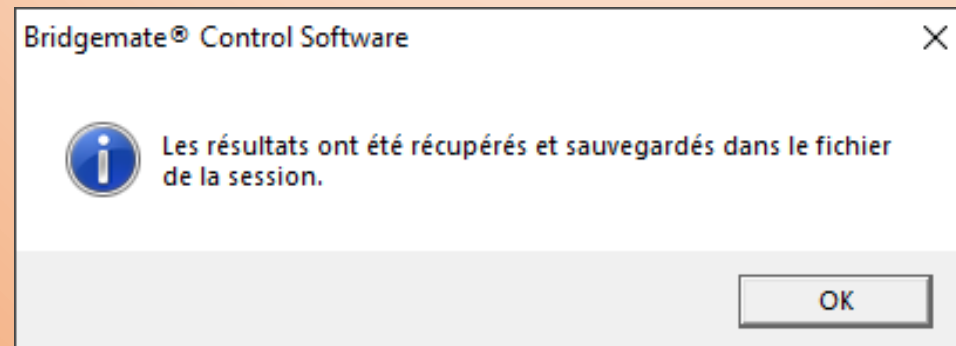 Bridgemate® Control Software
Les résultats ont été récupérés et sauvegardés dans le fichier
de la session.
OK